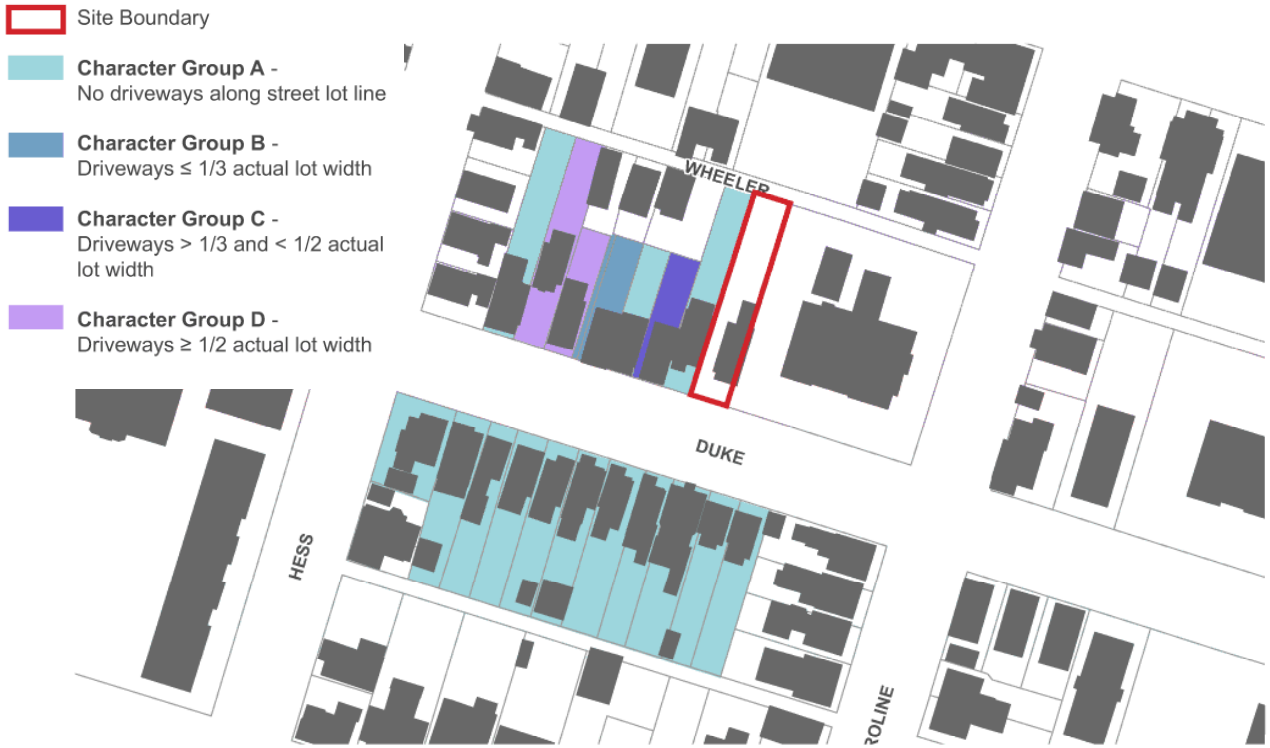 Site Boundary
Character Group A -
No driveways along street lot line
Character Group B -
Driveways ≤ 1/3 actual lot width
Character Group C -
Driveways > 1/3 and < 1/2 actual
lot width
Character Group D -
Driveways ≥ 1/2 actual lot width
WHEELER
DUKE
HESS
ROLINE